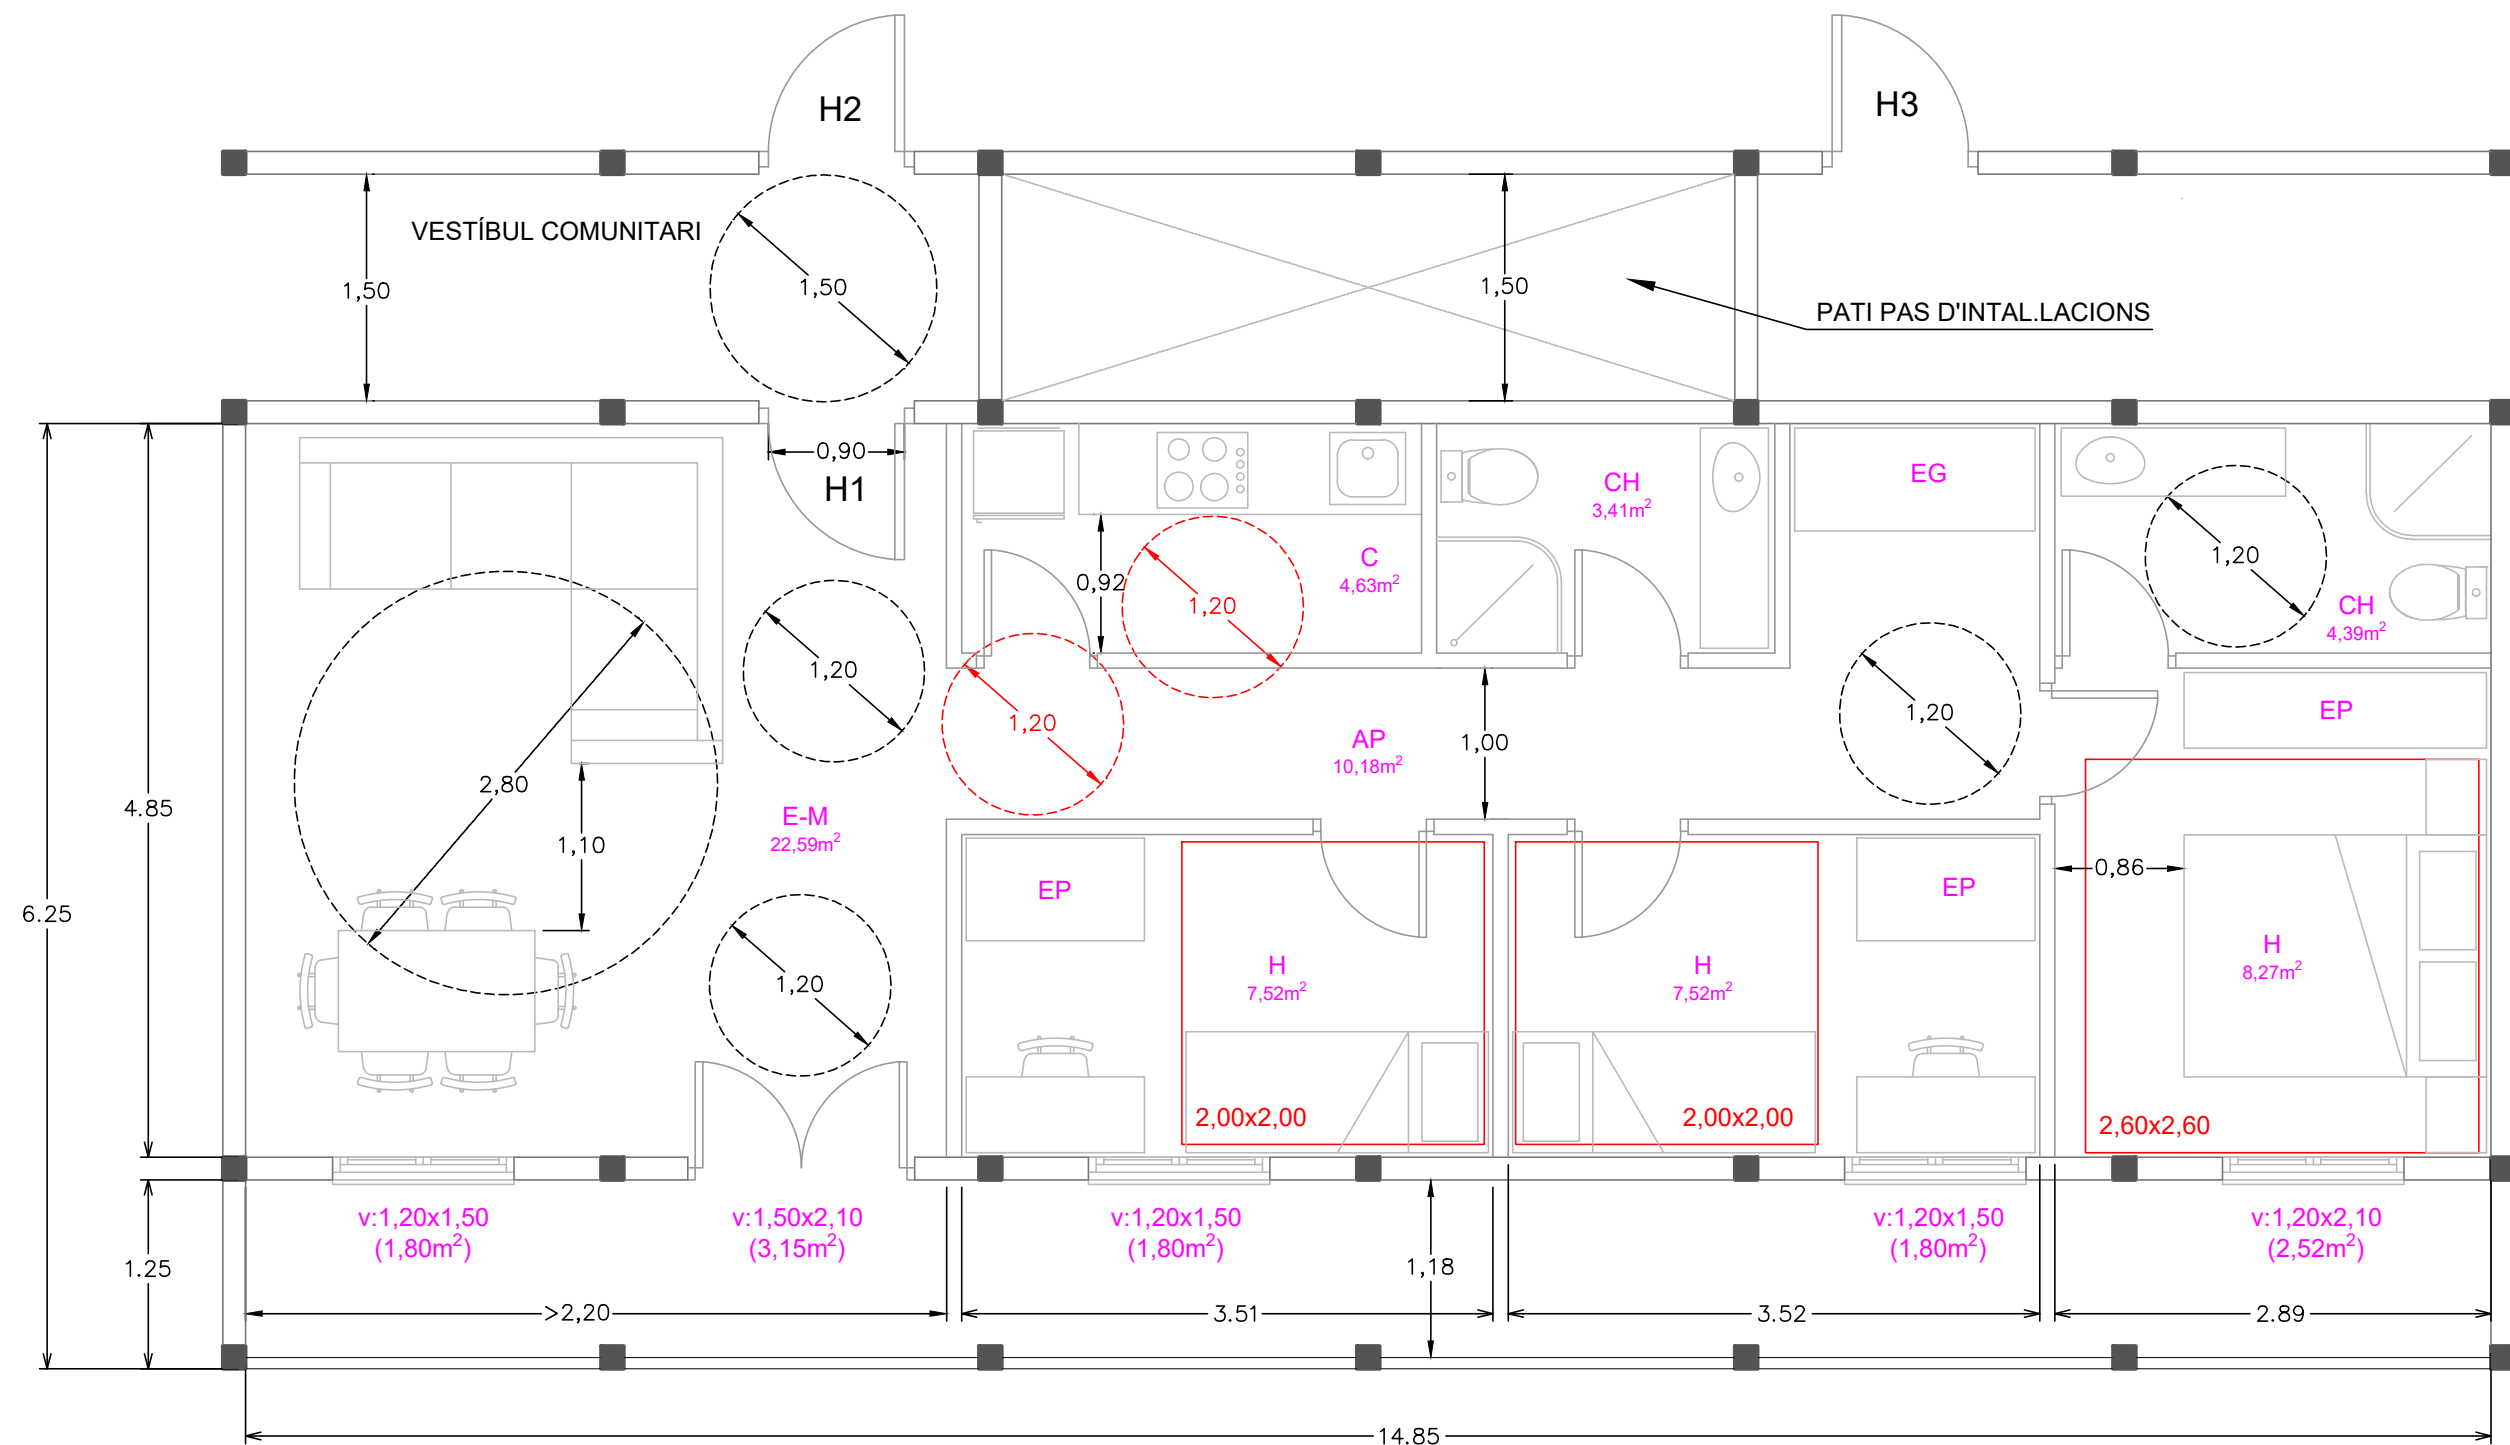 H2
H3
VESTÍBUL COMUNITARI
1,50
1,50
1,50
PATI PAS D'INTAL.LACIONS
0,90
H1
EG
CH
3,41m²
C
4,63m²
0,92
1,20
1,20
CH
4,39m²
1,20
1,20
1,20
EP
AP
10,18m²
1,00
2,80
4.85
E-M
22,59m²
1,10
0,86
EP
EP
6.25
H
8,27m²
H
7,52m²
H
7,52m²
1,20
2,00x2,00
2,00x2,00
2,60x2,60
v:1,20x1,50
(1,80m²)
v:1,50x2,10
(3,15m²)
v:1,20x1,50
(1,80m²)
v:1,20x1,50
(1,80m²)
v:1,20x2,10
(2,52m²)
1.25
1,18
>2,20
3.51
3.52
2.89
14.85